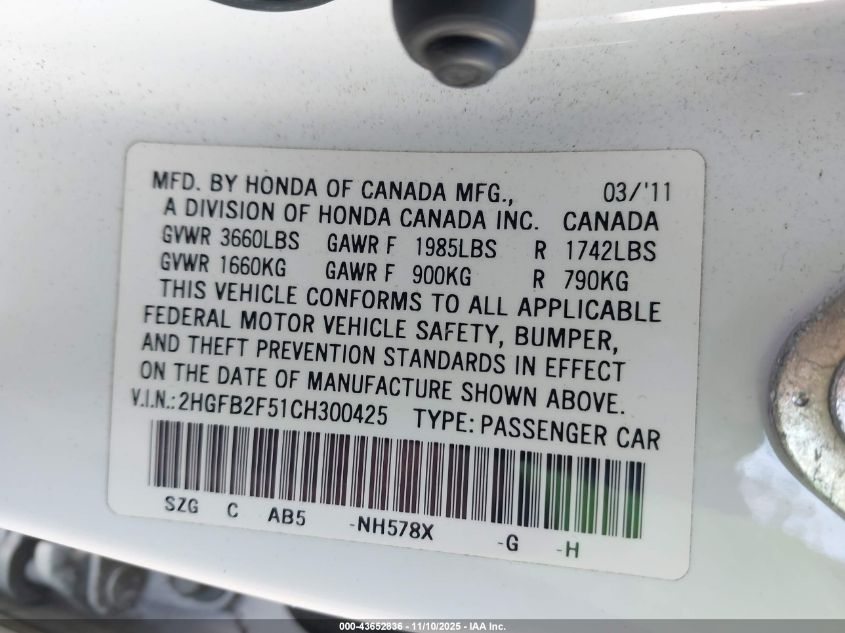 MFD. BY HONDA OF CANADA MFG., 03/'11
A DIVISION OF HONDA CANADA INC. CANADA
GVWR 3660LBS GAWR F 1985LBS R 1742LBS
GVWR 1660KG GAWR F 900KG R 790KG
THIS VEHICLE CONFORMS TO ALL APPLICABLE
FEDERAL MOTOR VEHICLE SAFETY, BUMPER,
AND THEFT PREVENTION STANDARDS IN EFFECT
ON THE DATE OF MANUFACTURE SHOWN ABOVE.
V.I.N.: 2HGFB2F51CH300425 TYPE: PASSENGER CAR
SZG C AB5 -NH578X -G -H
000-43652836 - 11/10/2025 - IAA Inc.